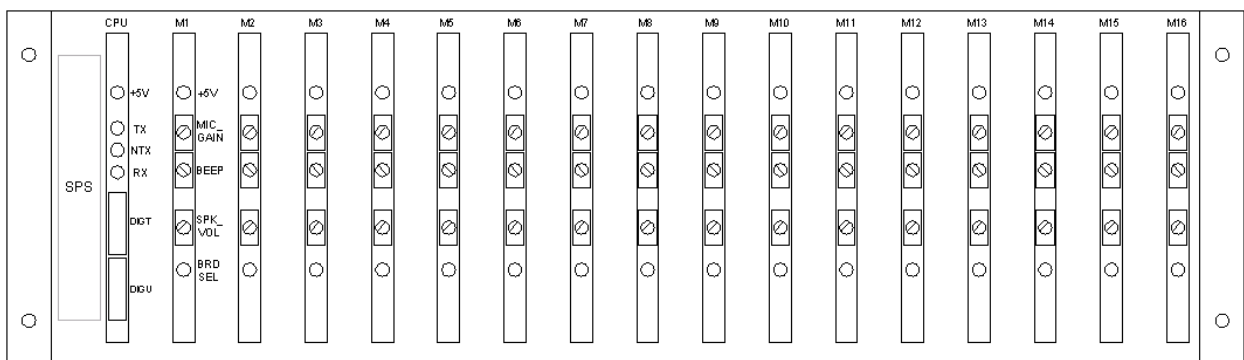 CPU M1 M2 M3 M4 M5 M6 M7 M8 M9 M10 M11 M12 M13 M14 M15 M16
+5V +5V
TX MIC_
GAIN
NTX
RX BEEP
SPS
DIGT SPK_
VOL
BRD
SEL
DIGU